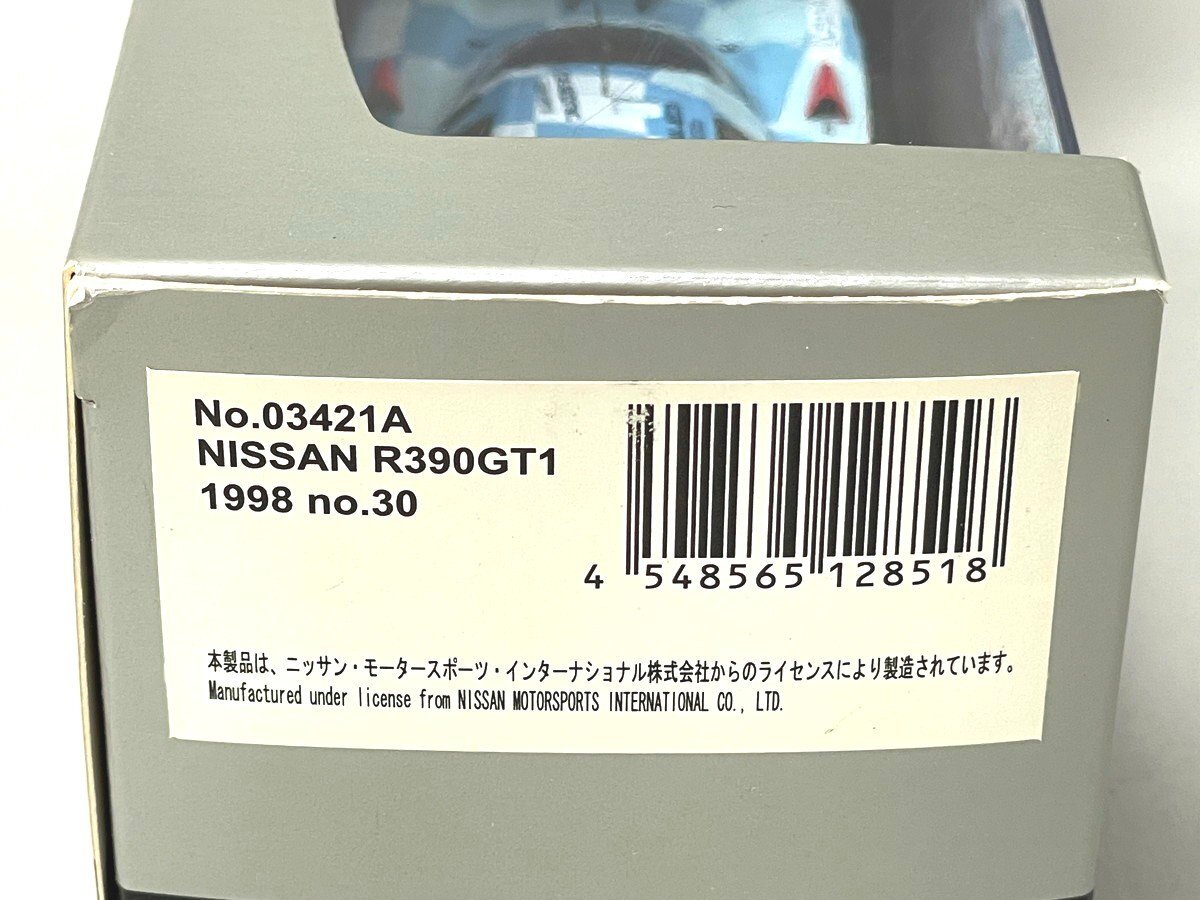 No.03421A
NISSAN R390GT1
1998 no.30
4 548565 128518
本製品は、ニッサン・モータースポーツ・インターナショナル株式会社からのライセンスにより製造されています。
Manufactured under license from NISSAN MOTORSPORTS INTERNATIONAL CO., LTD.